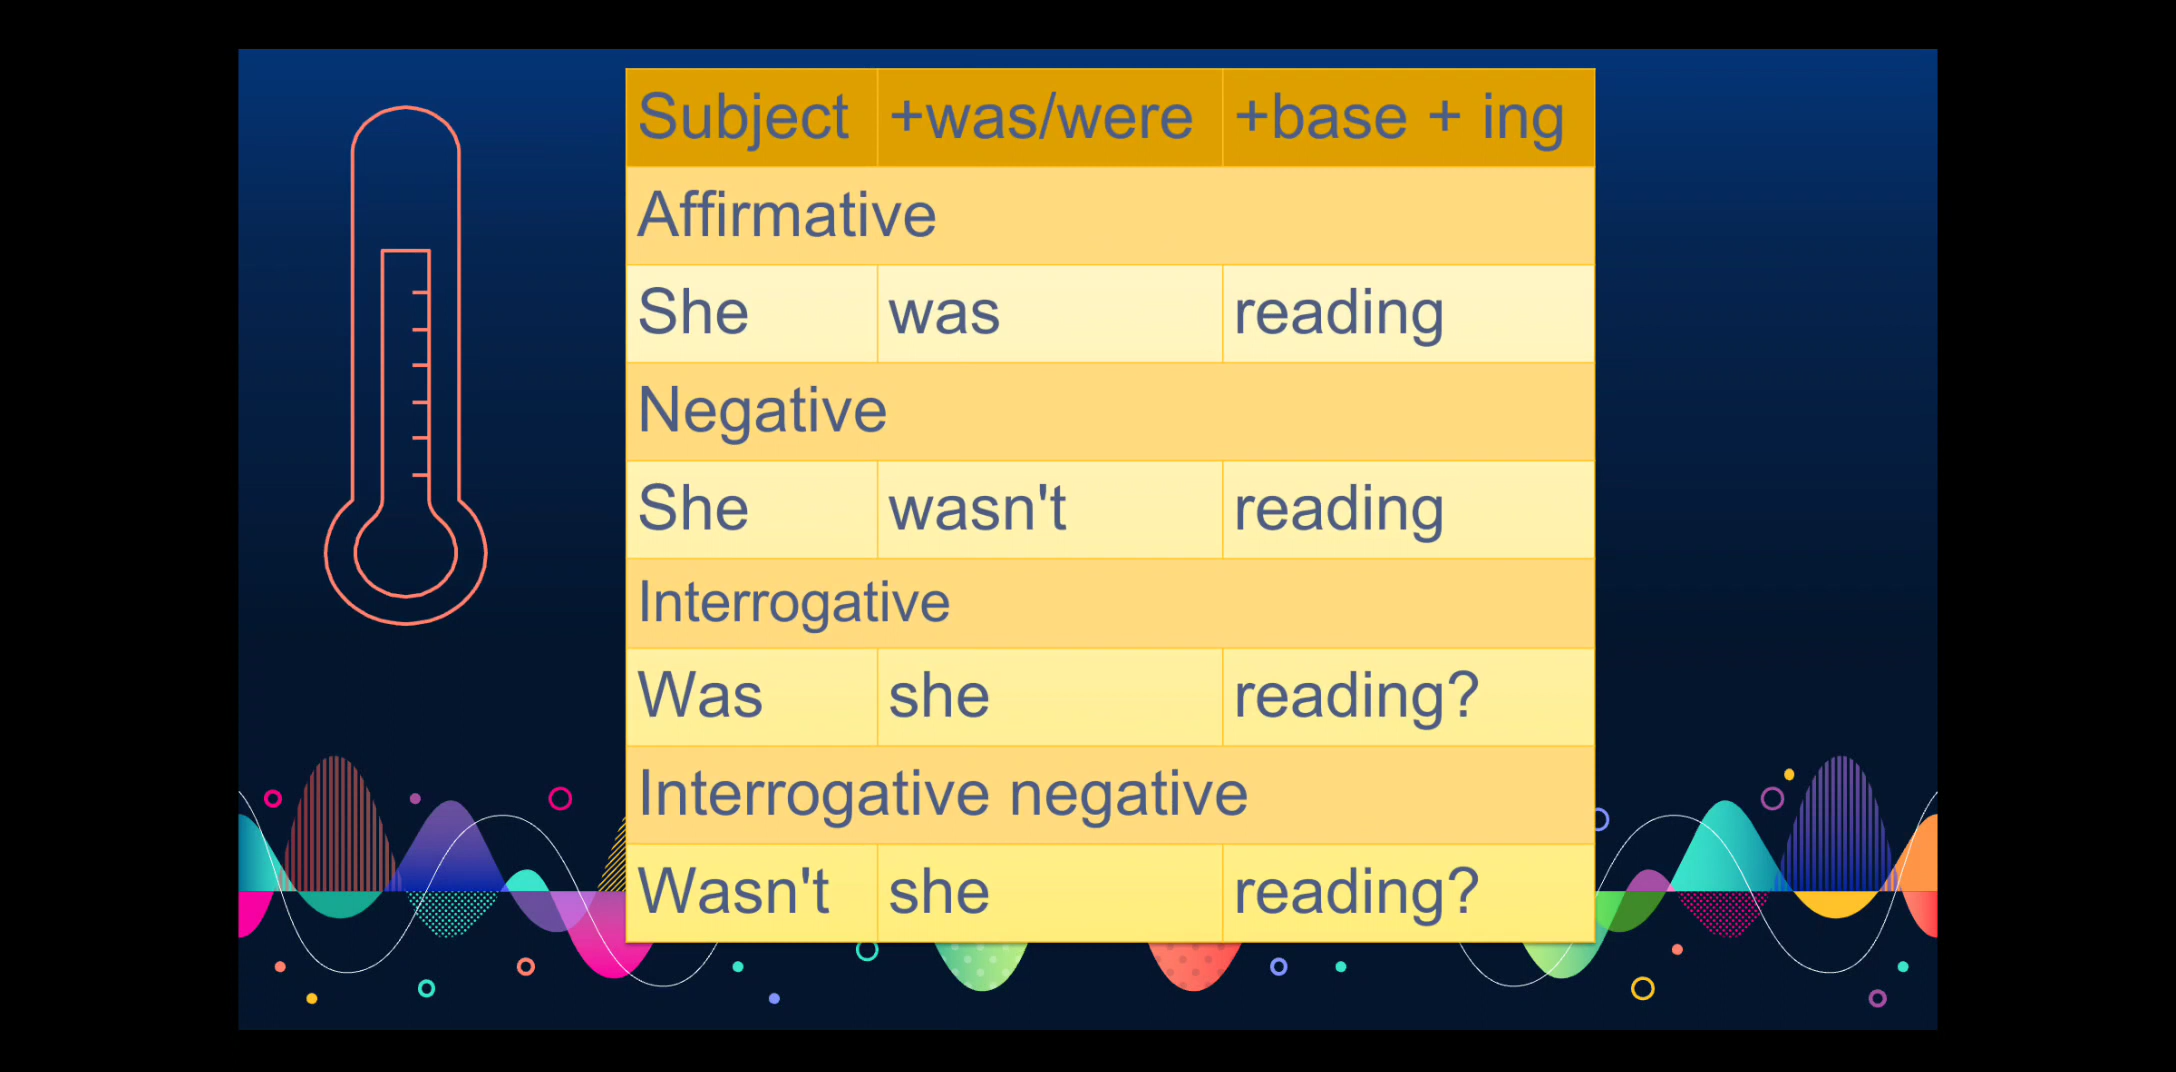 Subject +was/were +base + ing
Affirmative
She was reading
Negative
She wasn't reading
Interrogative
Was she reading?
Interrogative negative
Wasn't she reading?